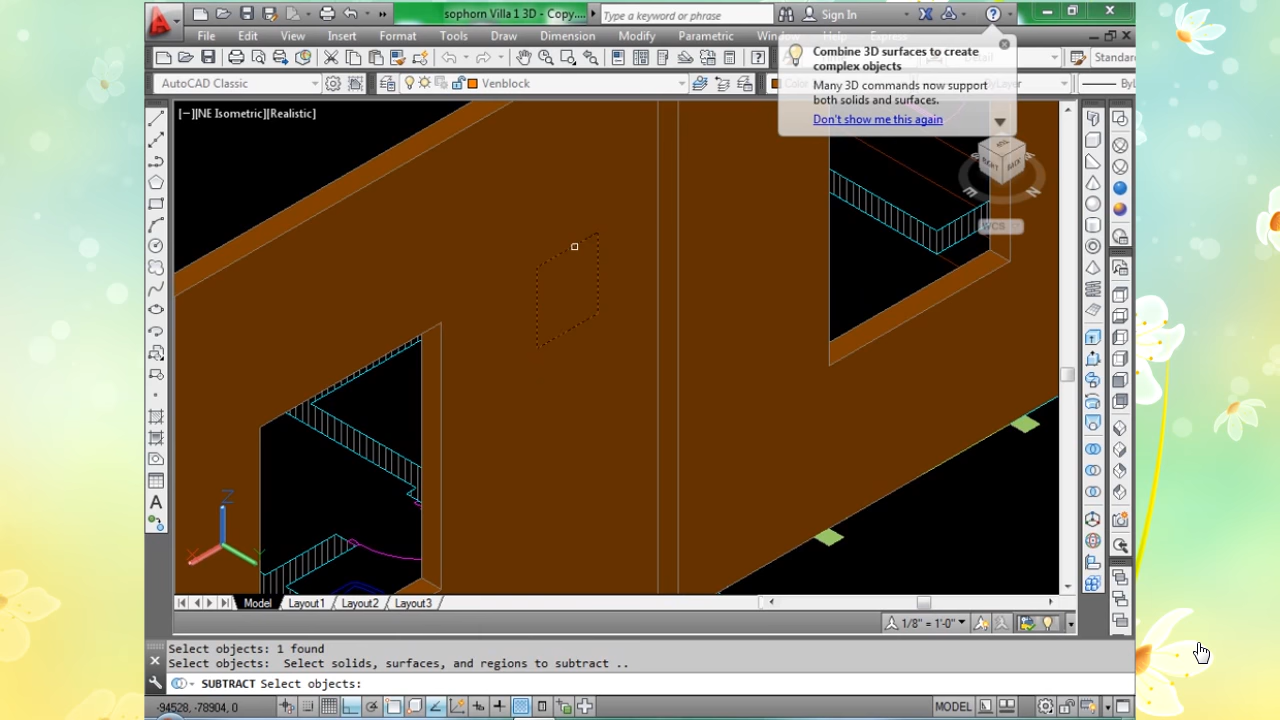 sophorn Villa 1 3D - Copy....
Type a keyword or phrase
Sign In
File Edit View Insert Format Tools Draw Dimension Modify Parametric Window Help Express
Combine 3D surfaces to create
complex objects
Many 3D commands now support
both solids and surfaces.
Don't show me this again
Standard
AutoCAD Classic
Venblock
[−][NE Isometric][Realistic]
WCS
Z
X
Model Layout1 Layout2 Layout3
1/8" = 1'-0"
Select objects: 1 found
Select objects: Select solids, surfaces, and regions to subtract ..
SUBTRACT Select objects:
-94528, -78904, 0
MODEL